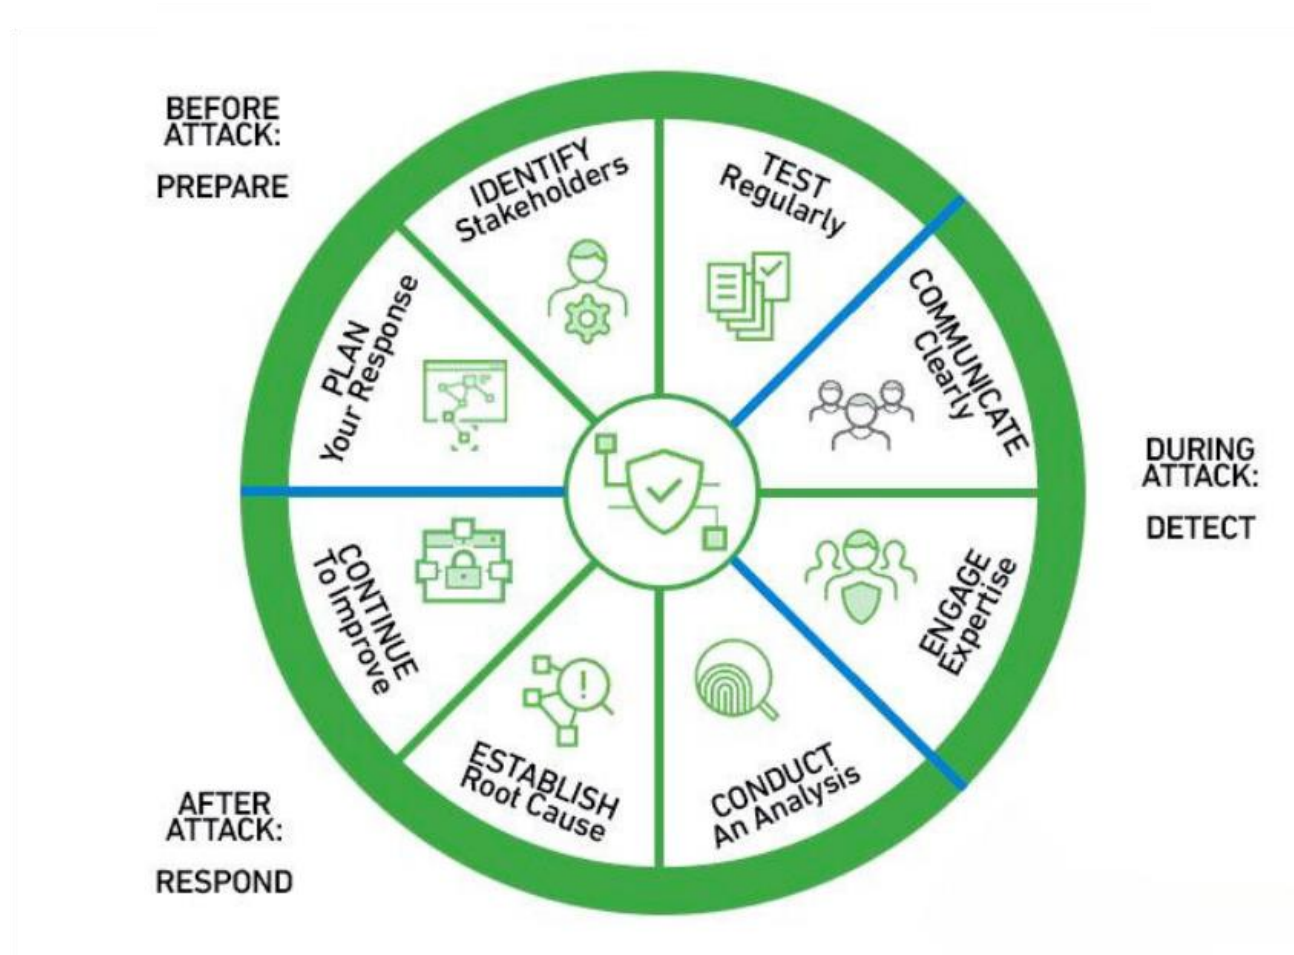 BEFORE
ATTACK:
PREPARE
PLAN
Your Response
IDENTIFY
Stakeholders
TEST
Regularly
COMMUNICATE
Clearly
DURING
ATTACK:
DETECT
ENGAGE
Expertise
CONDUCT
An Analysis
ESTABLISH
Root Cause
CONTINUE
To Improve
AFTER
ATTACK:
RESPOND